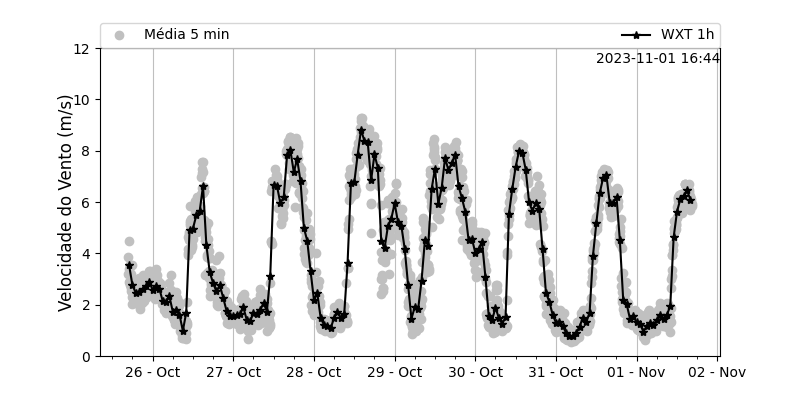 Média 5 min
WXT 1h
2023-11-01 16:44
Velocidade do Vento (m/s)
12
10
8
6
4
2
0
26 - Oct
27 - Oct
28 - Oct
29 - Oct
30 - Oct
31 - Oct
01 - Nov
02 - Nov